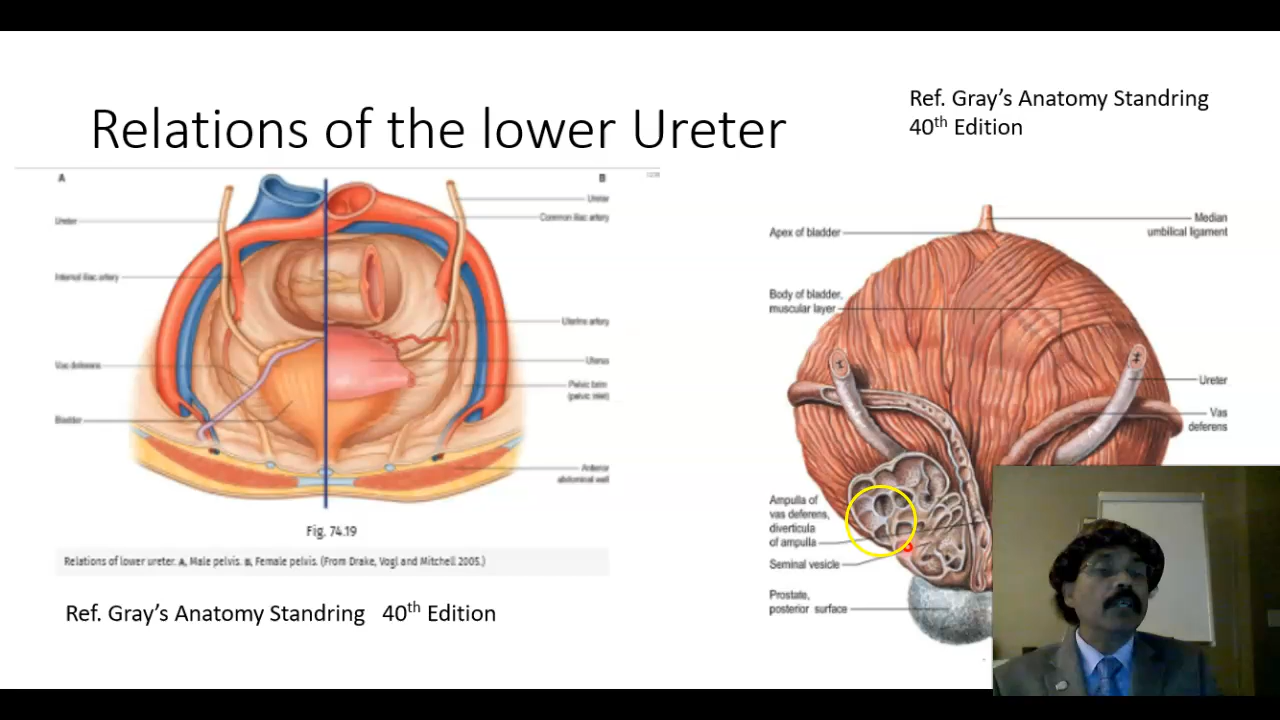 Relations of the lower Ureter
Ref. Gray’s Anatomy Standring
40th Edition
A
B
Ureter
Internal iliac artery
Vas deferens
Bladder
Ureter
Common iliac artery
Uterine artery
Uterus
Pelvic brim
(pelvic inlet)
Anterior
abdominal wall
Fig. 74.19
Relations of lower ureter. A, Male pelvis. B, Female pelvis. (From Drake, Vogl and Mitchell 2005.)
Ref. Gray’s Anatomy Standring 40th Edition
Apex of bladder
Body of bladder,
muscular layer
Ampulla of
vas deferens,
diverticula
of ampulla
Seminal vesicle
Prostate,
posterior surface
Median
umbilical ligament
Ureter
Vas
deferens